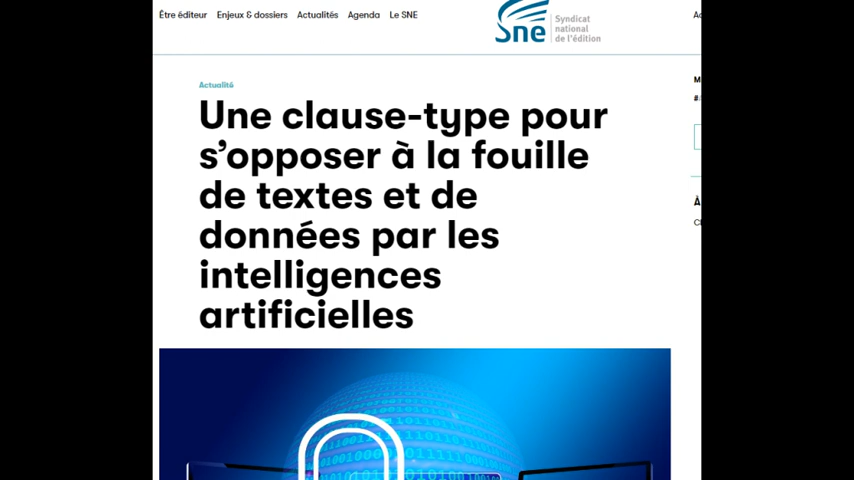 Être éditeur Enjeux & dossiers Actualités Agenda Le SNE
Sne Syndicat
national
de l'édition
Actualité
Une clause-type pour
s'opposer à la fouille
de textes et de
données par les
intelligences
artificielles
À